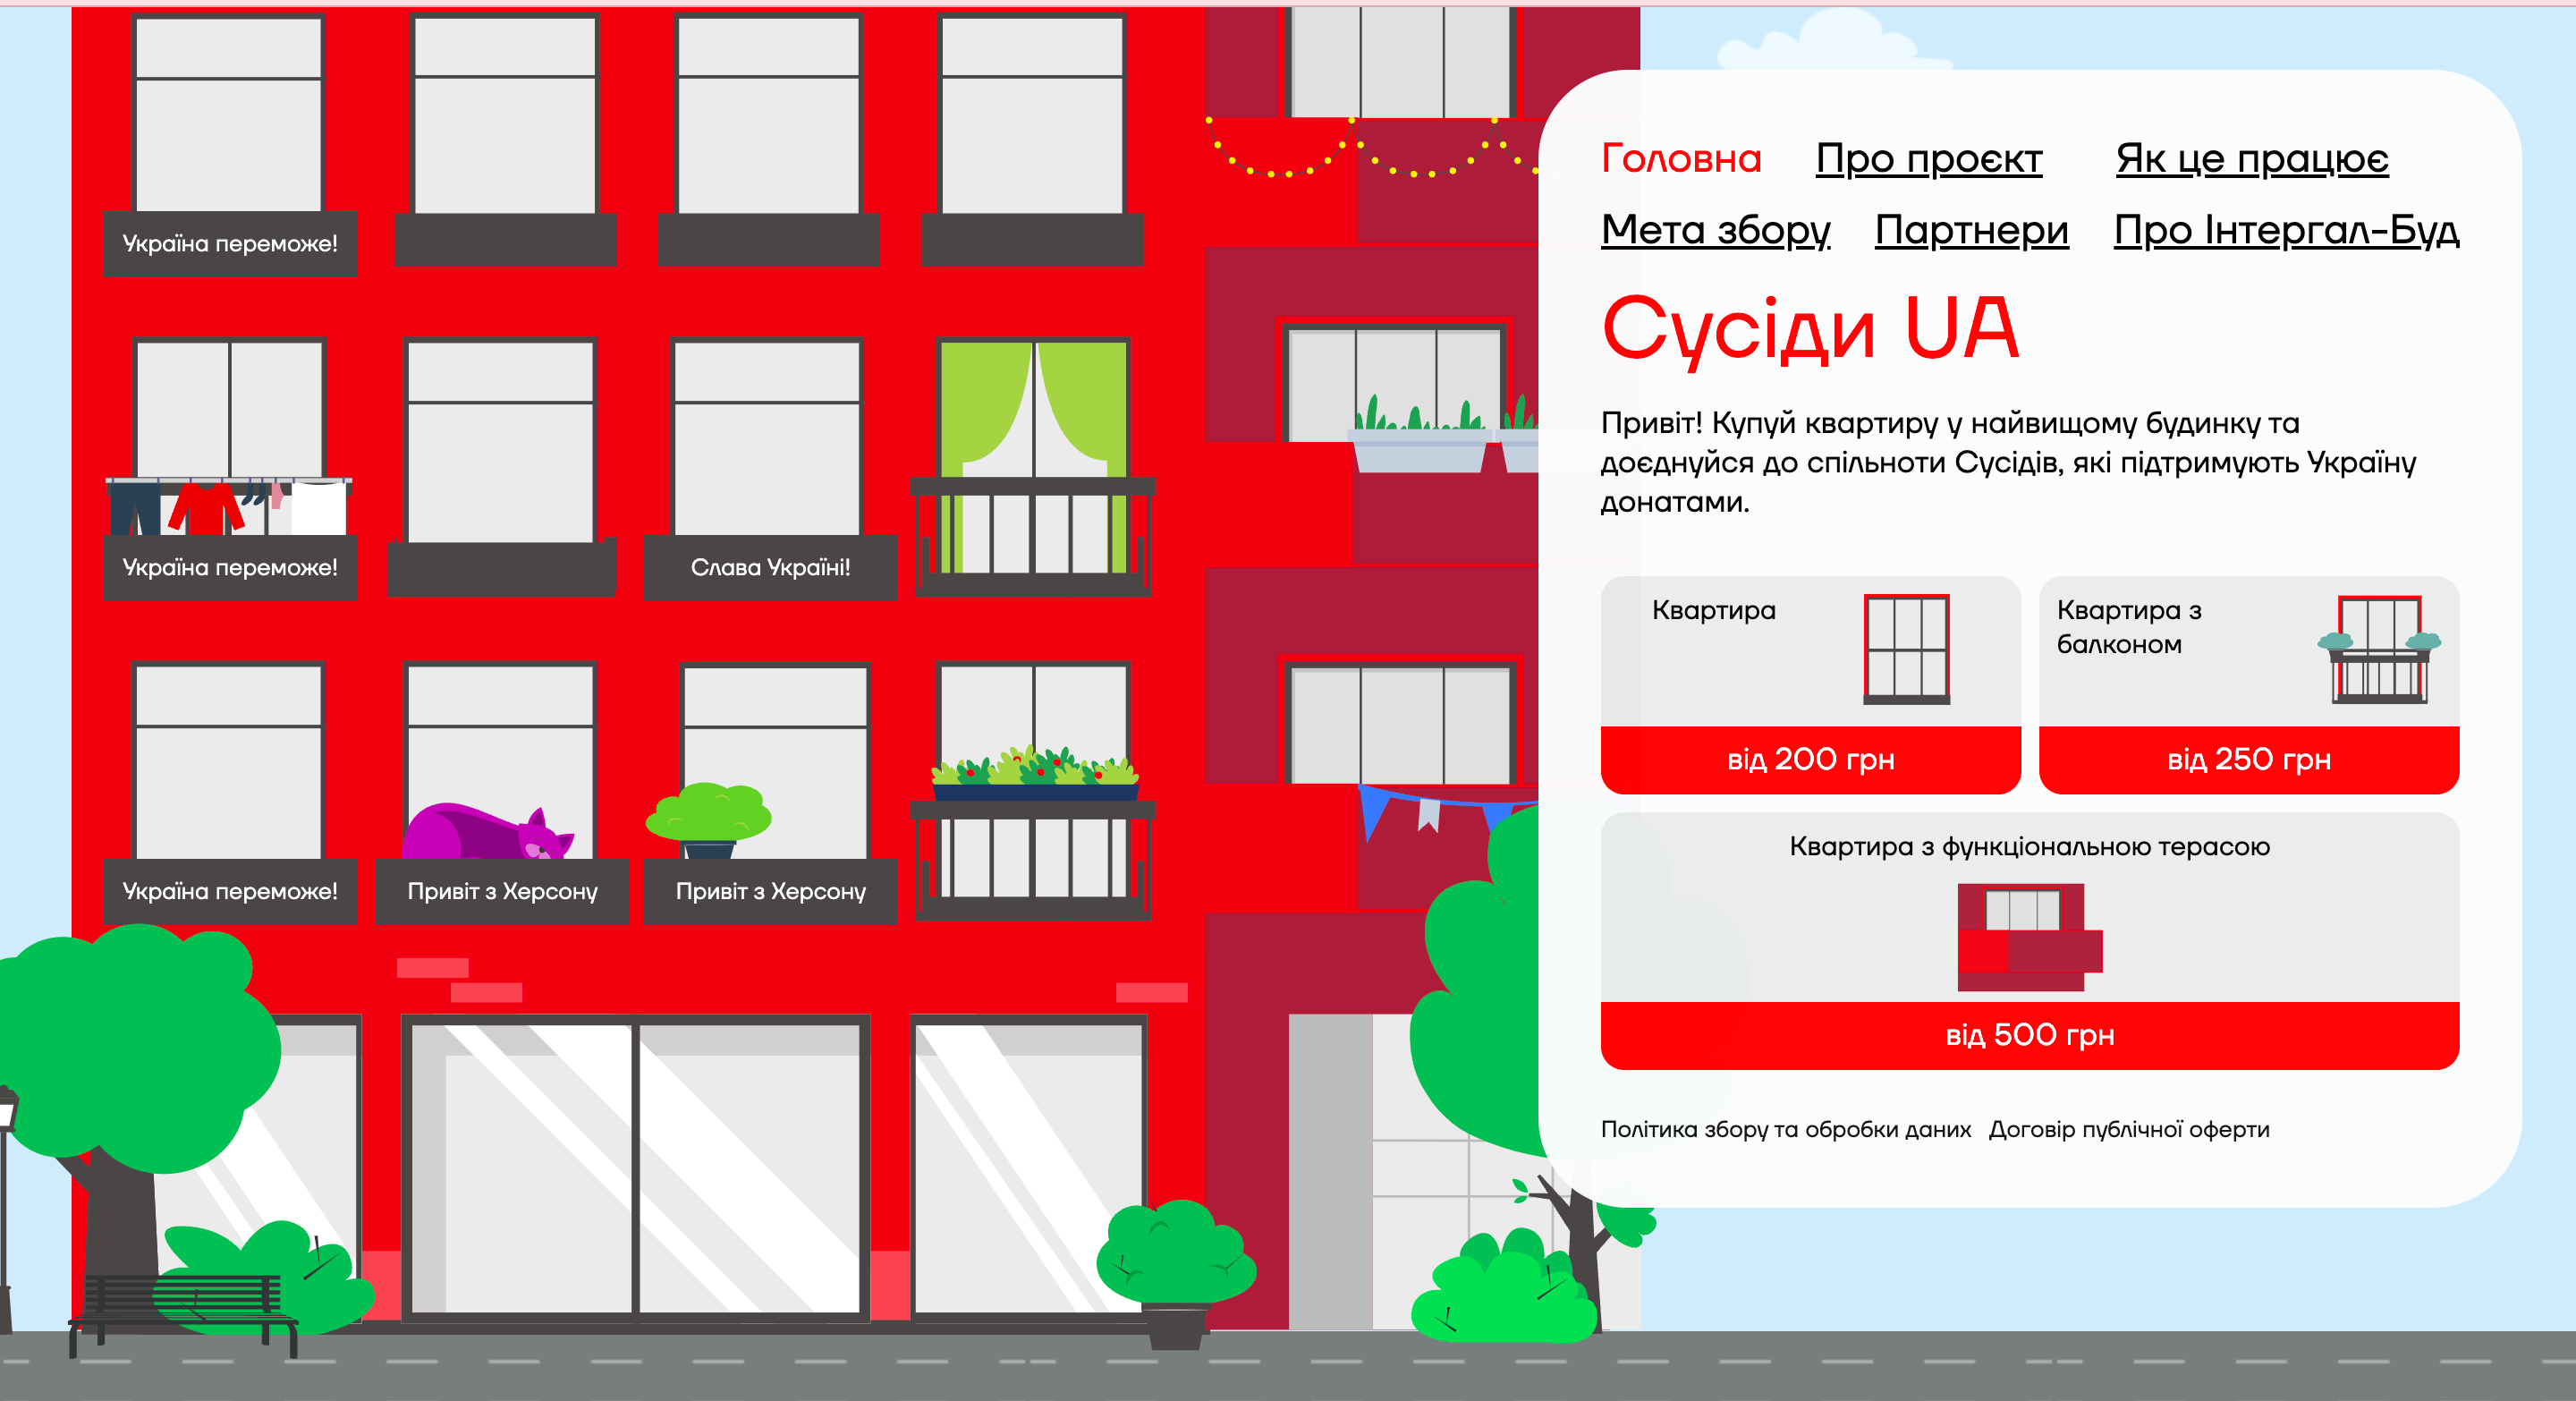 Україна переможе!
Україна переможе!
Слава Україні!
Україна переможе!
Привіт з Херсону
Привіт з Херсону
Головна
Про проєкт
Як це працює
Мета збору
Партнери
Про Інтергал-Буд
Сусіди UA
Привіт! Купуй квартиру у найвищому будинку та
доєднуйся до спільноти Сусідів, які підтримують Україну
донатами.
Квартира
від 200 грн
Квартира з
балконом
від 250 грн
Квартира з функціональною терасою
від 500 грн
Політика збору та обробки даних
Договір публічної оферти